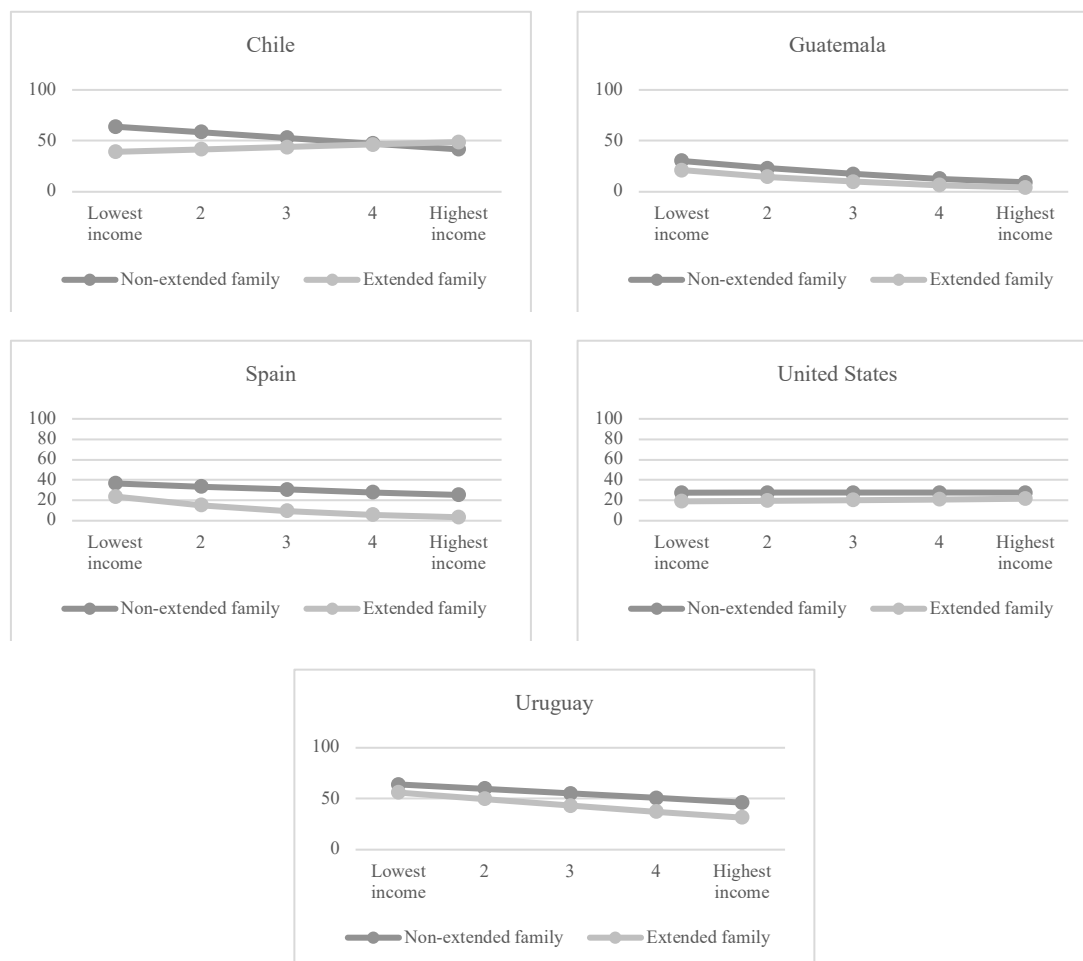 Chile
100
50
0
Lowest income
2
3
4
Highest income
Non-extended family
Extended family
Guatemala
100
50
0
Lowest income
2
3
4
Highest income
Non-extended family
Extended family
Spain
100
80
60
40
20
0
Lowest income
2
3
4
Highest income
Non-extended family
Extended family
United States
100
80
60
40
20
0
Lowest income
2
3
4
Highest income
Non-extended family
Extended family
Uruguay
100
50
0
Lowest income
2
3
4
Highest income
Non-extended family
Extended family